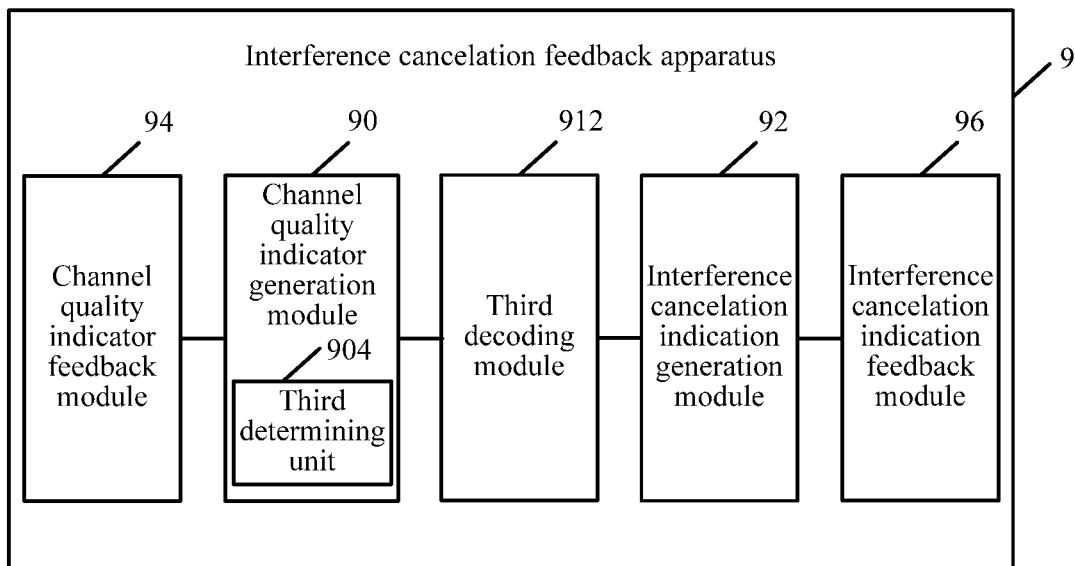 Interference cancelation feedback apparatus
9
94
90
912
92
96
Channel
quality
indicator
feedback
module
Channel
quality
indicator
generation
module
904
Third
determining
unit
Third
decoding
module
Interference
cancelation
indication
generation
module
Interference
cancelation
indication
feedback
module